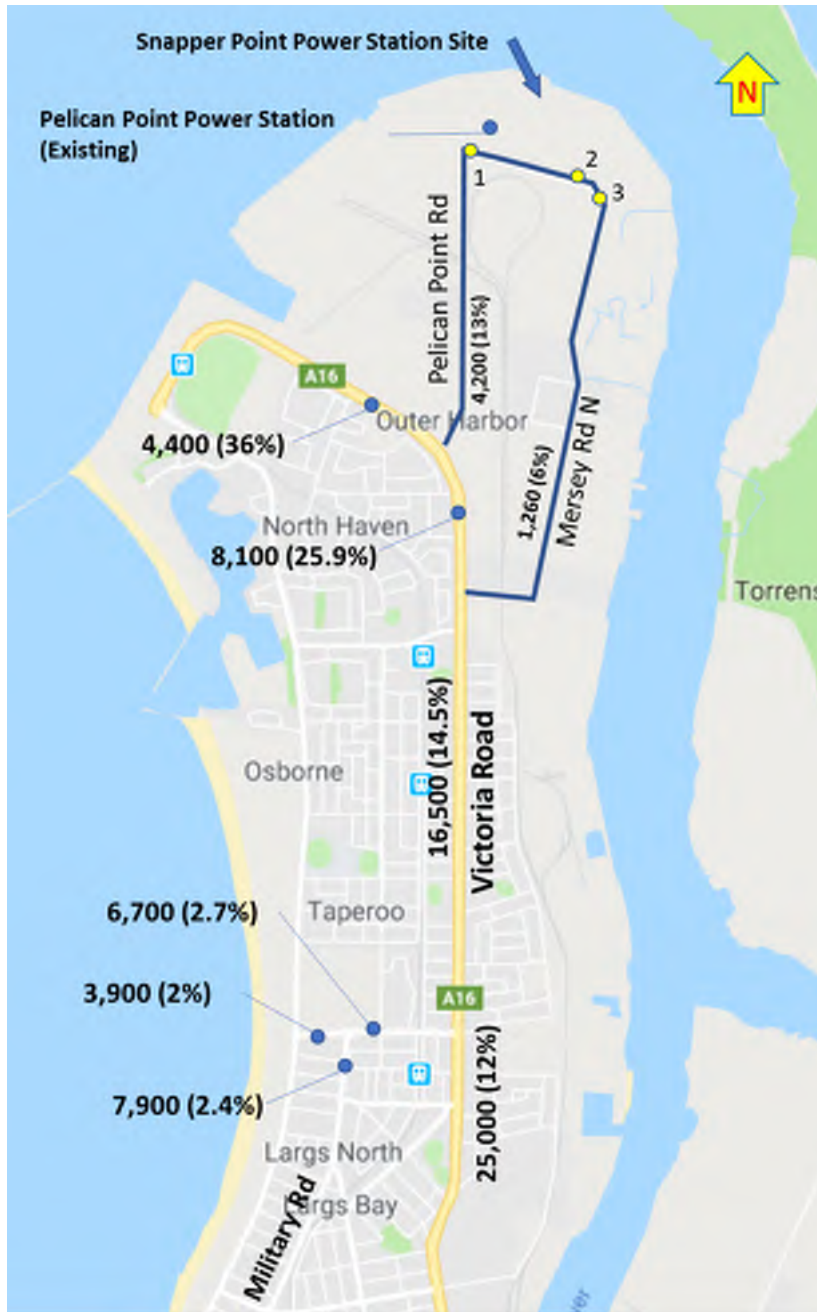 Snapper Point Power Station Site
N
Pelican Point Power Station
(Existing)
1
2
3
Pelican Point Rd
4,200 (13%)
A16
Outer Harbor
4,400 (36%)
Mersey Rd N
1,260 (6%)
North Haven
8,100 (25.9%)
Torrens
16,500 (14.5%)
Victoria Road
Osborne
6,700 (2.7%)
Taperoo
3,900 (2%)
A16
7,900 (2.4%)
25,000 (12%)
Largs North
Largs Bay
Military Rd